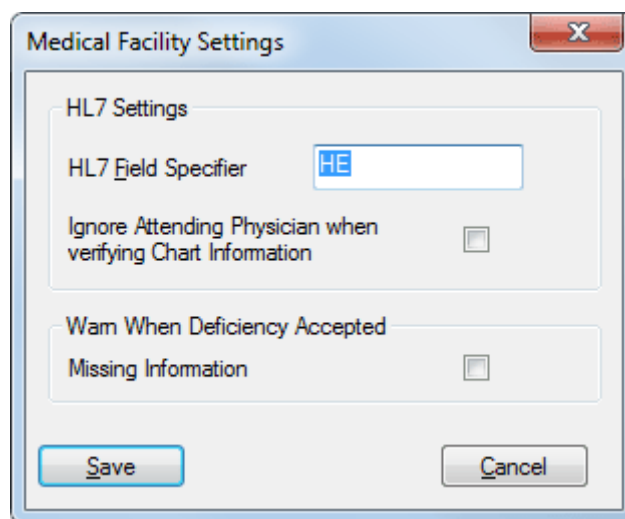 Medical Facility Settings
HL7 Settings
HL7 Field Specifier
HE
Ignore Attending Physician when
verifying Chart Information
Warn When Deficiency Accepted
Missing Information
Save
Cancel